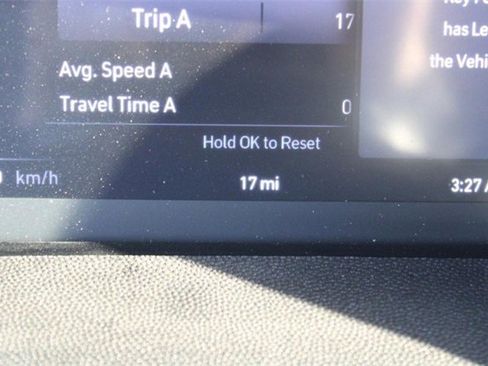 Trip A 17
has Le
Avg. Speed A
the Vehi
Travel Time A 0
Hold OK to Reset
km/h 17 mi 3:27